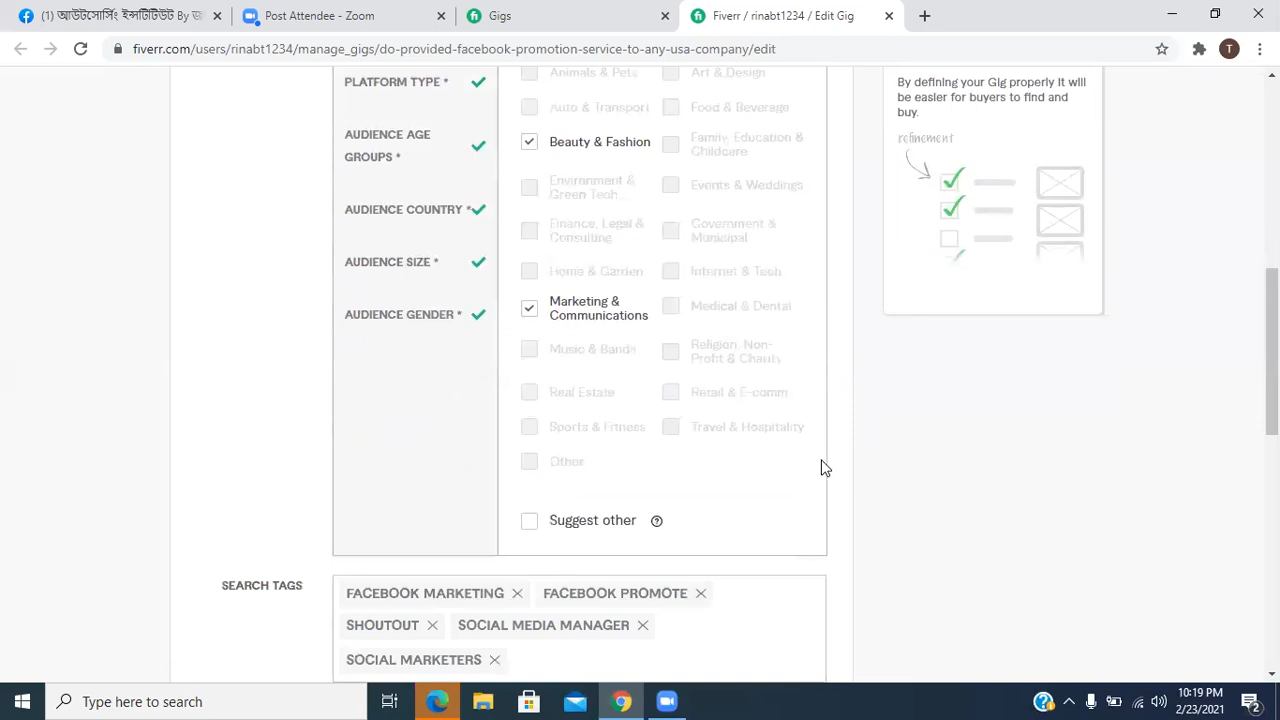 (1) আউটসোর্সিং ইন্সটিটিউট By অ
Post Attendee - Zoom
Gigs
Fiverr / rinabt1234 / Edit Gig
fiverr.com/users/rinabt1234/manage_gigs/do-provided-facebook-promotion-service-to-any-usa-company/edit
T
PLATFORM TYPE *
AUDIENCE AGE
GROUPS *
AUDIENCE COUNTRY *
AUDIENCE SIZE *
AUDIENCE GENDER *
Animals & Pets
Art & Design
Auto & Transport
Food & Beverage
Beauty & Fashion
Family, Education &
Childcare
Environment &
Green Tech
Events & Weddings
Finance, Legal &
Consulting
Government &
Municipal
Home & Garden
Internet & Tech
Marketing &
Communications
Medical & Dental
Music & Bands
Religion, Non-
Profit & Charity
Real Estate
Retail & E-comm
Sports & Fitness
Travel & Hospitality
Other
Suggest other
By defining your Gig properly it will
be easier for buyers to find and
buy.
refinement
SEARCH TAGS
FACEBOOK MARKETING
FACEBOOK PROMOTE
SHOUTOUT
SOCIAL MEDIA MANAGER
SOCIAL MARKETERS
Type here to search
10:19 PM
2/23/2021
2